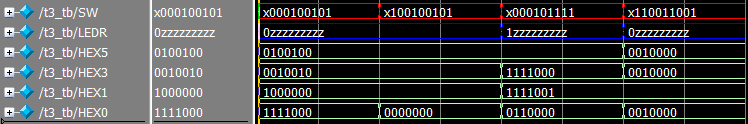 /t3_tb/SW x000100101 x000100101 x100100101 x000101111 x110011001
/t3_tb/LEDR 0zzzzzzzzz 0zzzzzzzzz 1zzzzzzzzz 0zzzzzzzzz
/t3_tb/HEX5 0100100 0100100 0010000
/t3_tb/HEX3 0010010 0010010 1111000 0010000
/t3_tb/HEX1 1000000 1000000 1111001
/t3_tb/HEX0 1111000 1111000 0000000 0110000 0010000